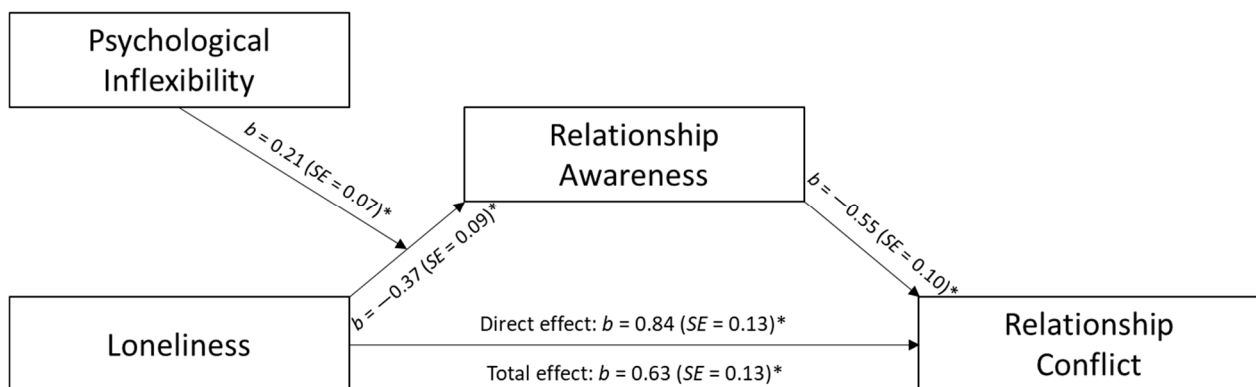 Psychological
Inflexibility
b = 0.21 (SE = 0.07)*
Relationship
Awareness
b = −0.37 (SE = 0.09)*
b = −0.55 (SE = 0.10)*
Loneliness
Direct effect: b = 0.84 (SE = 0.13)*
Total effect: b = 0.63 (SE = 0.13)*
Relationship
Conflict